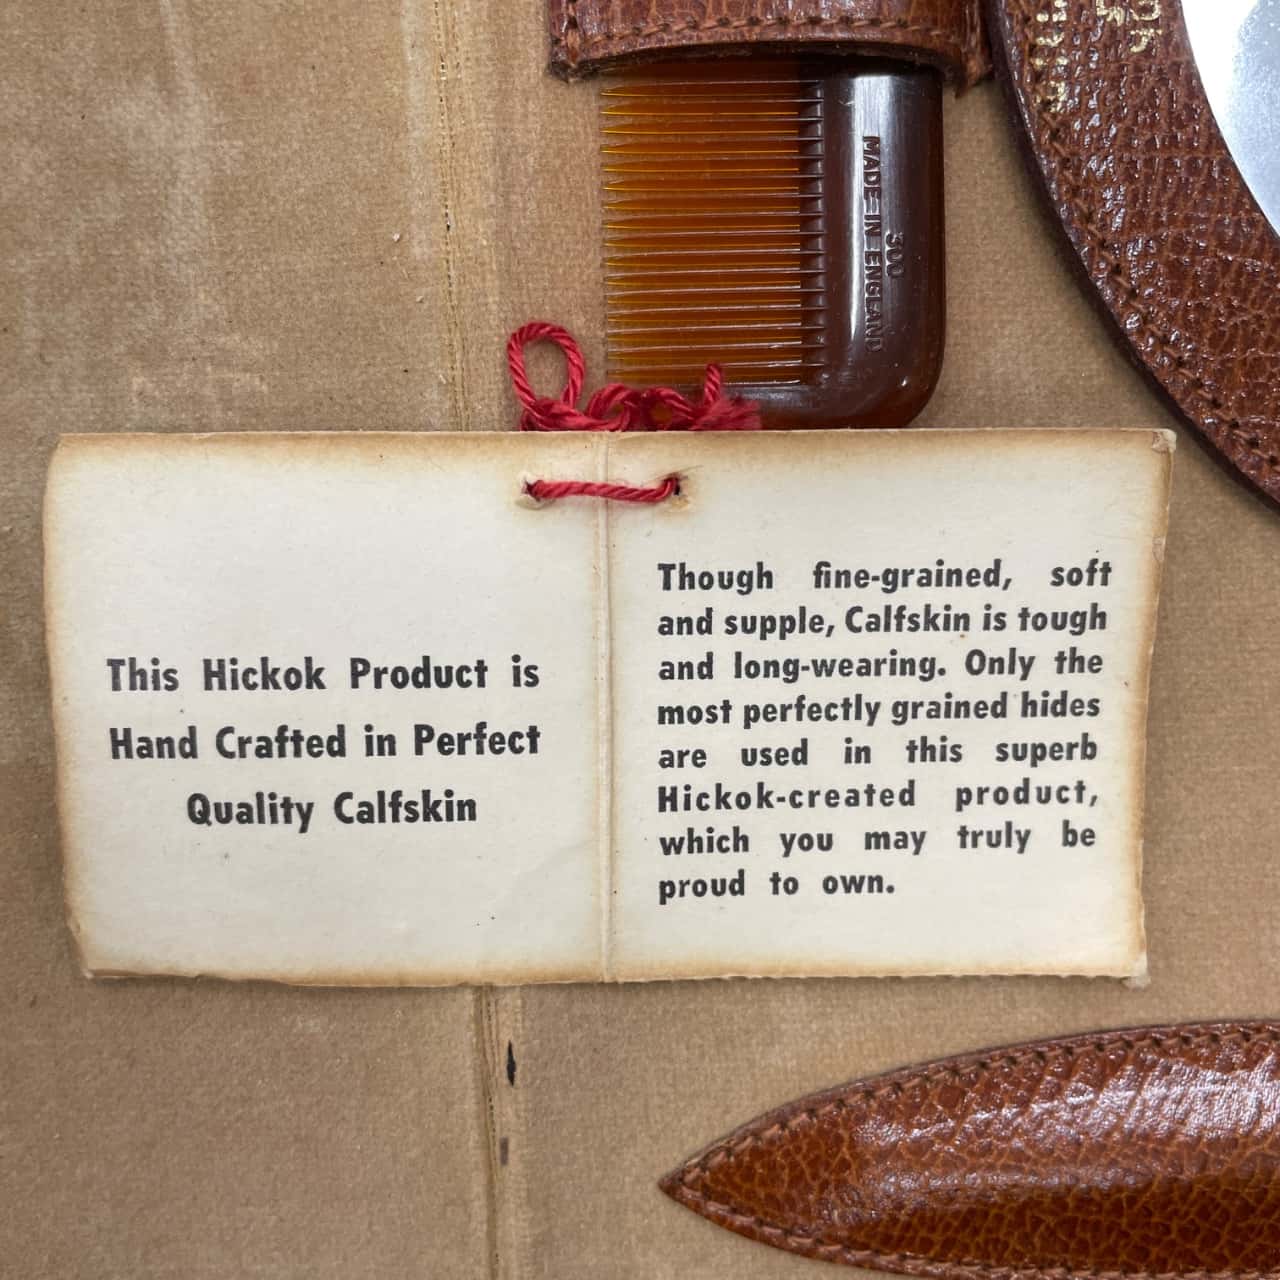 MADE IN ENGLAND
300
This Hickok Product is
Hand Crafted in Perfect
Quality Calfskin
Though fine-grained, soft
and supple, Calfskin is tough
and long-wearing. Only the
most perfectly grained hides
are used in this superb
Hickok-created product,
which you may truly be
proud to own.